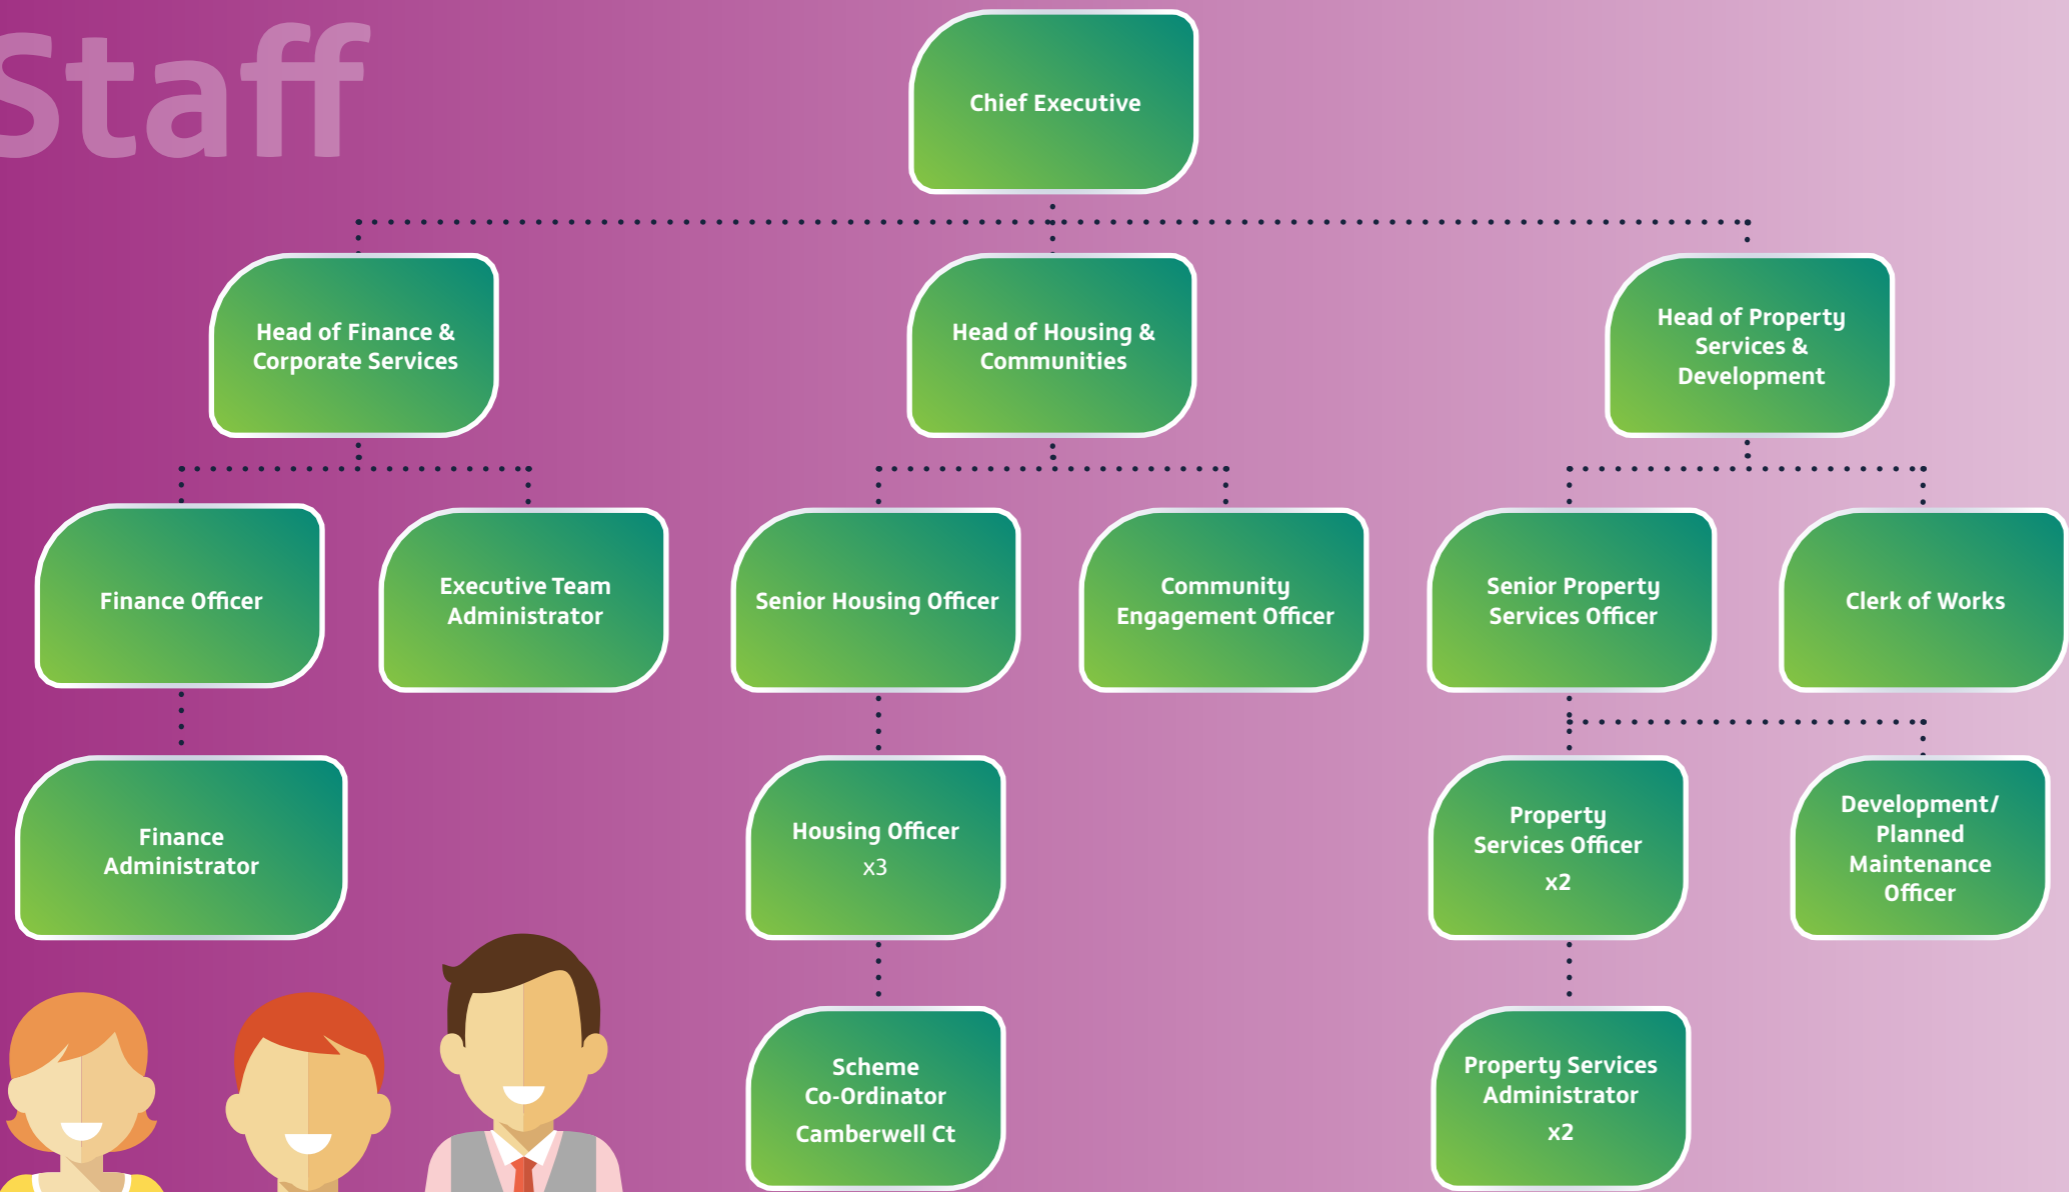 Staff
Chief Executive
Head of Finance &
Corporate Services
Head of Housing &
Communities
Head of Property
Services &
Development
Finance Officer
Executive Team
Administrator
Senior Housing Officer
Community
Engagement Officer
Senior Property
Services Officer
Clerk of Works
Finance
Administrator
Housing Officer
x3
Property
Services Officer
x2
Development/
Planned
Maintenance
Officer
Scheme
Co-Ordinator
Camberwell Ct
Property Services
Administrator
x2